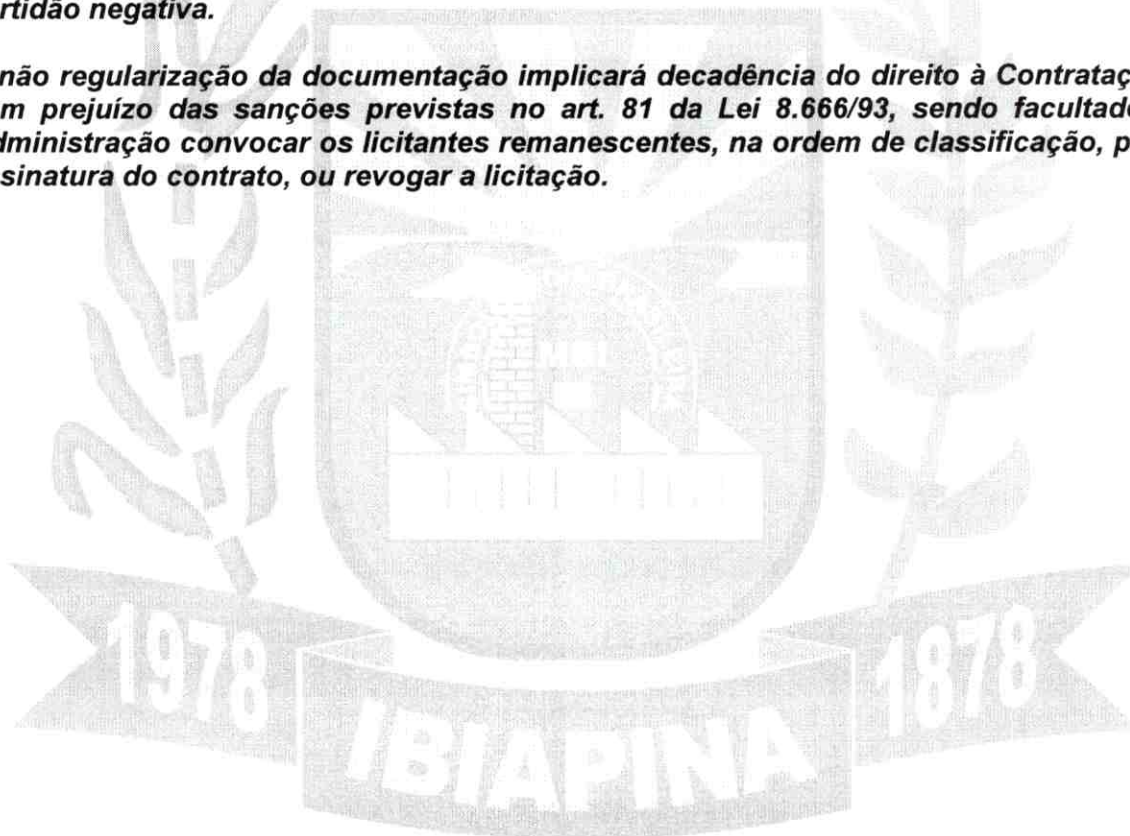 rtidão negativa.
não regularização da documentação implicará decadência do direito à Contrataç
m prejuízo das sanções previstas no art. 81 da Lei 8.666/93, sendo facultado
dministração convocar os licitantes remanescentes, na ordem de classificação, p
sinatura do contrato, ou revogar a licitação.
1978
IBIAPINA
1878